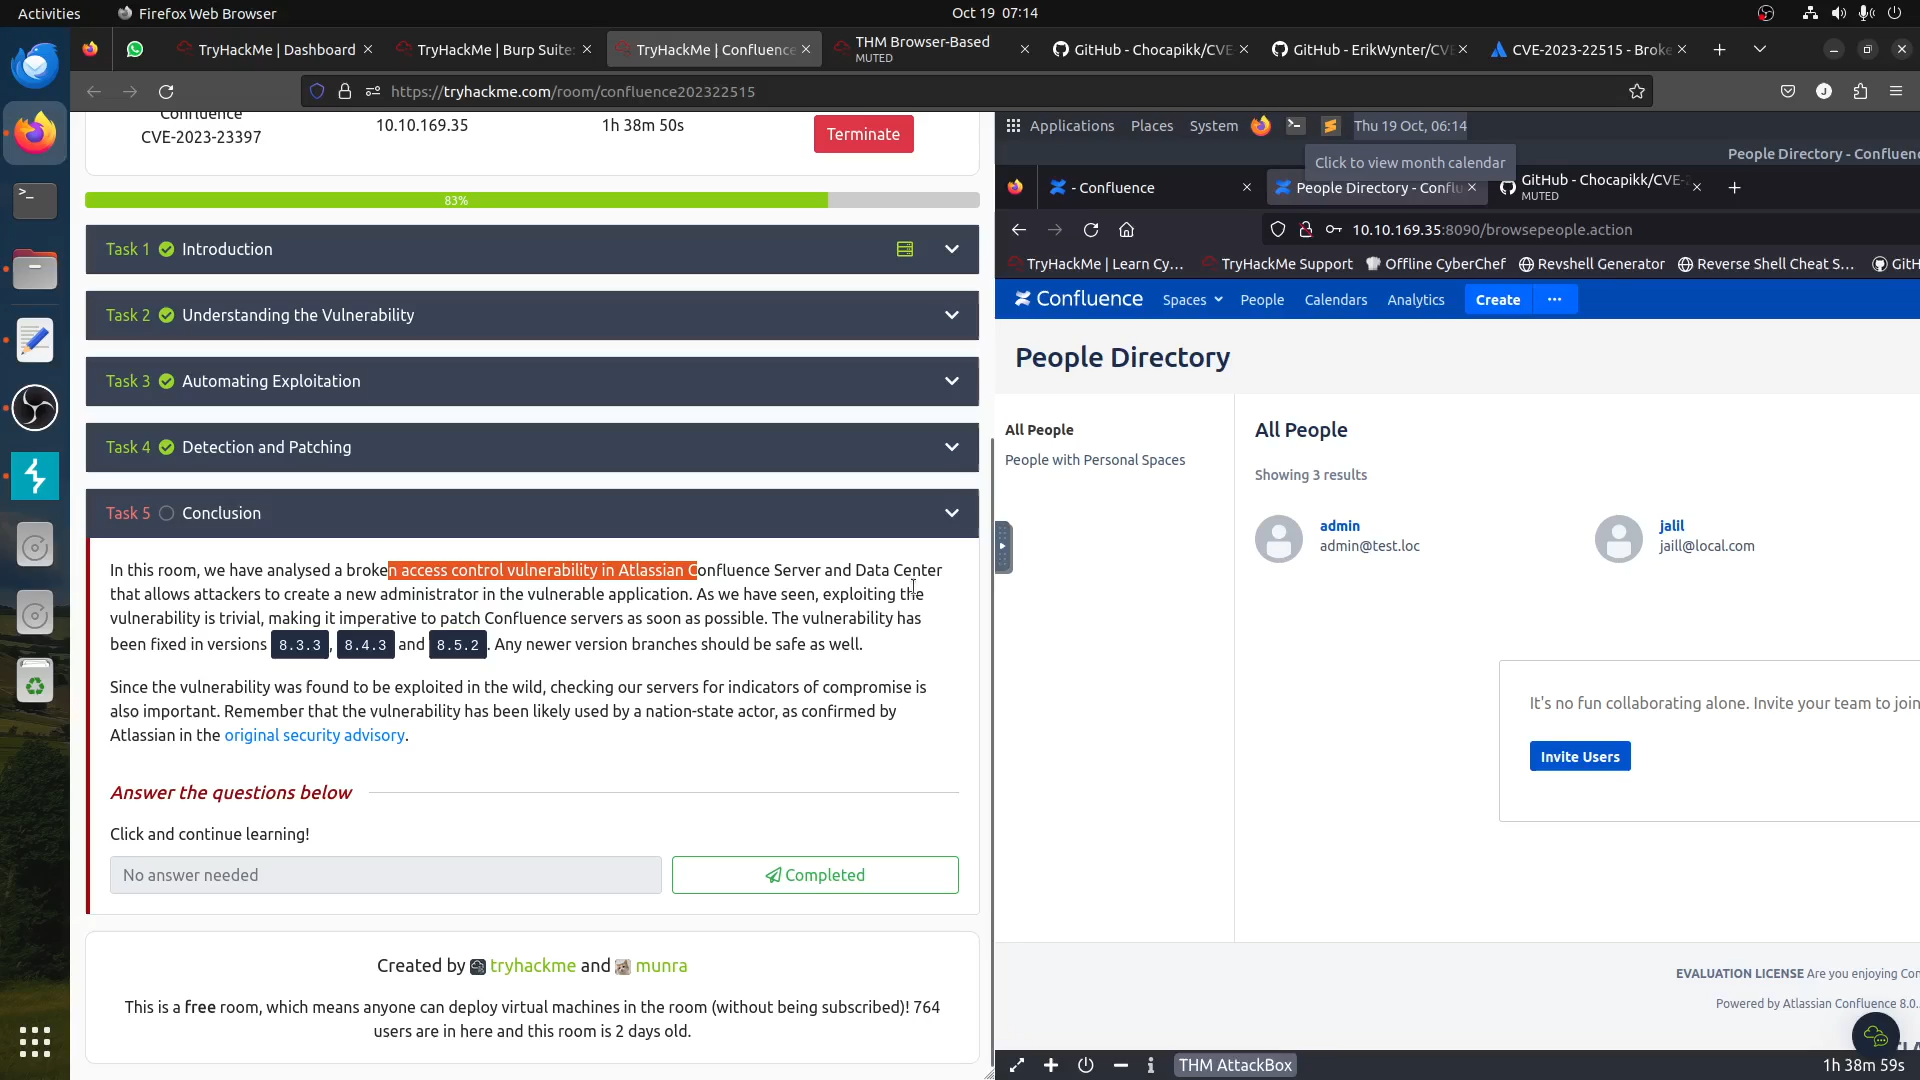 Activities
Firefox Web Browser
Oct 19 07:14
TryHackMe | Dashboard
TryHackMe | Burp Suite:
TryHackMe | Confluence
THM Browser-Based
MUTED
GitHub - Chocapikk/CVE
GitHub - ErikWynter/CVE
CVE-2023-22515 - Broke
https://tryhackme.com/room/confluence202322515
J
Confluence
CVE-2023-23397
10.10.169.35
1h 38m 50s
Terminate
83%
Task 1 Introduction
Task 2 Understanding the Vulnerability
Task 3 Automating Exploitation
Task 4 Detection and Patching
Task 5 Conclusion
In this room, we have analysed a broken access control vulnerability in Atlassian Confluence Server and Data Center
that allows attackers to create a new administrator in the vulnerable application. As we have seen, exploiting the
vulnerability is trivial, making it imperative to patch Confluence servers as soon as possible. The vulnerability has
been fixed in versions 8.3.3, 8.4.3 and 8.5.2. Any newer version branches should be safe as well.
Since the vulnerability was found to be exploited in the wild, checking our servers for indicators of compromise is
also important. Remember that the vulnerability has been likely used by a nation-state actor, as confirmed by
Atlassian in the original security advisory.
Answer the questions below
Click and continue learning!
No answer needed
Completed
Created by tryhackme and munra
This is a free room, which means anyone can deploy virtual machines in the room (without being subscribed)! 764
users are in here and this room is 2 days old.
Applications Places System
Thu 19 Oct, 06:14
Click to view month calendar
People Directory - Confluen
- Confluence
People Directory - Conflu
GitHub - Chocapikk/CVE-2
MUTED
10.10.169.35:8090/browsepeople.action
TryHackMe | Learn Cy...
TryHackMe Support
Offline CyberChef
Revshell Generator
Reverse Shell Cheat S...
GitH
Confluence
Spaces
People
Calendars
Analytics
Create
People Directory
All People
People with Personal Spaces
All People
Showing 3 results
admin
admin@test.loc
jalil
jaill@local.com
It's no fun collaborating alone. Invite your team to join
Invite Users
EVALUATION LICENSE Are you enjoying Con
Powered by Atlassian Confluence 8.0.
THM AttackBox
1h 38m 59s